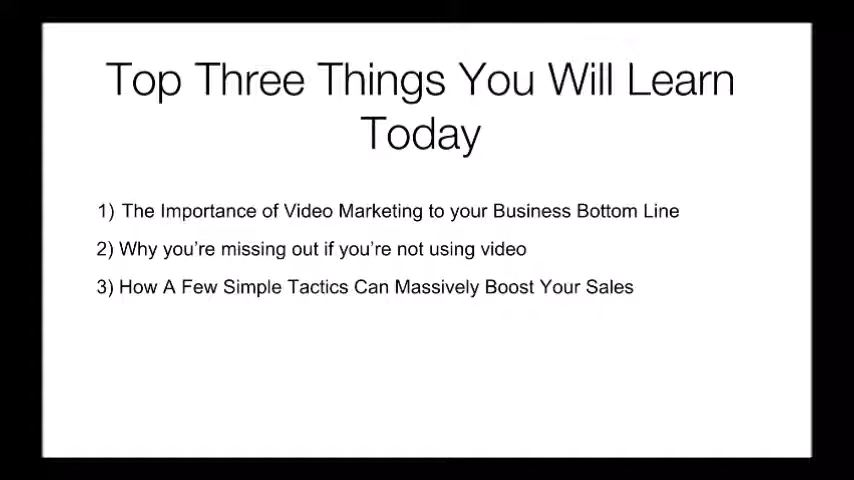 Top Three Things You Will Learn
Today
1) The Importance of Video Marketing to your Business Bottom Line
2) Why you’re missing out if you’re not using video
3) How A Few Simple Tactics Can Massively Boost Your Sales